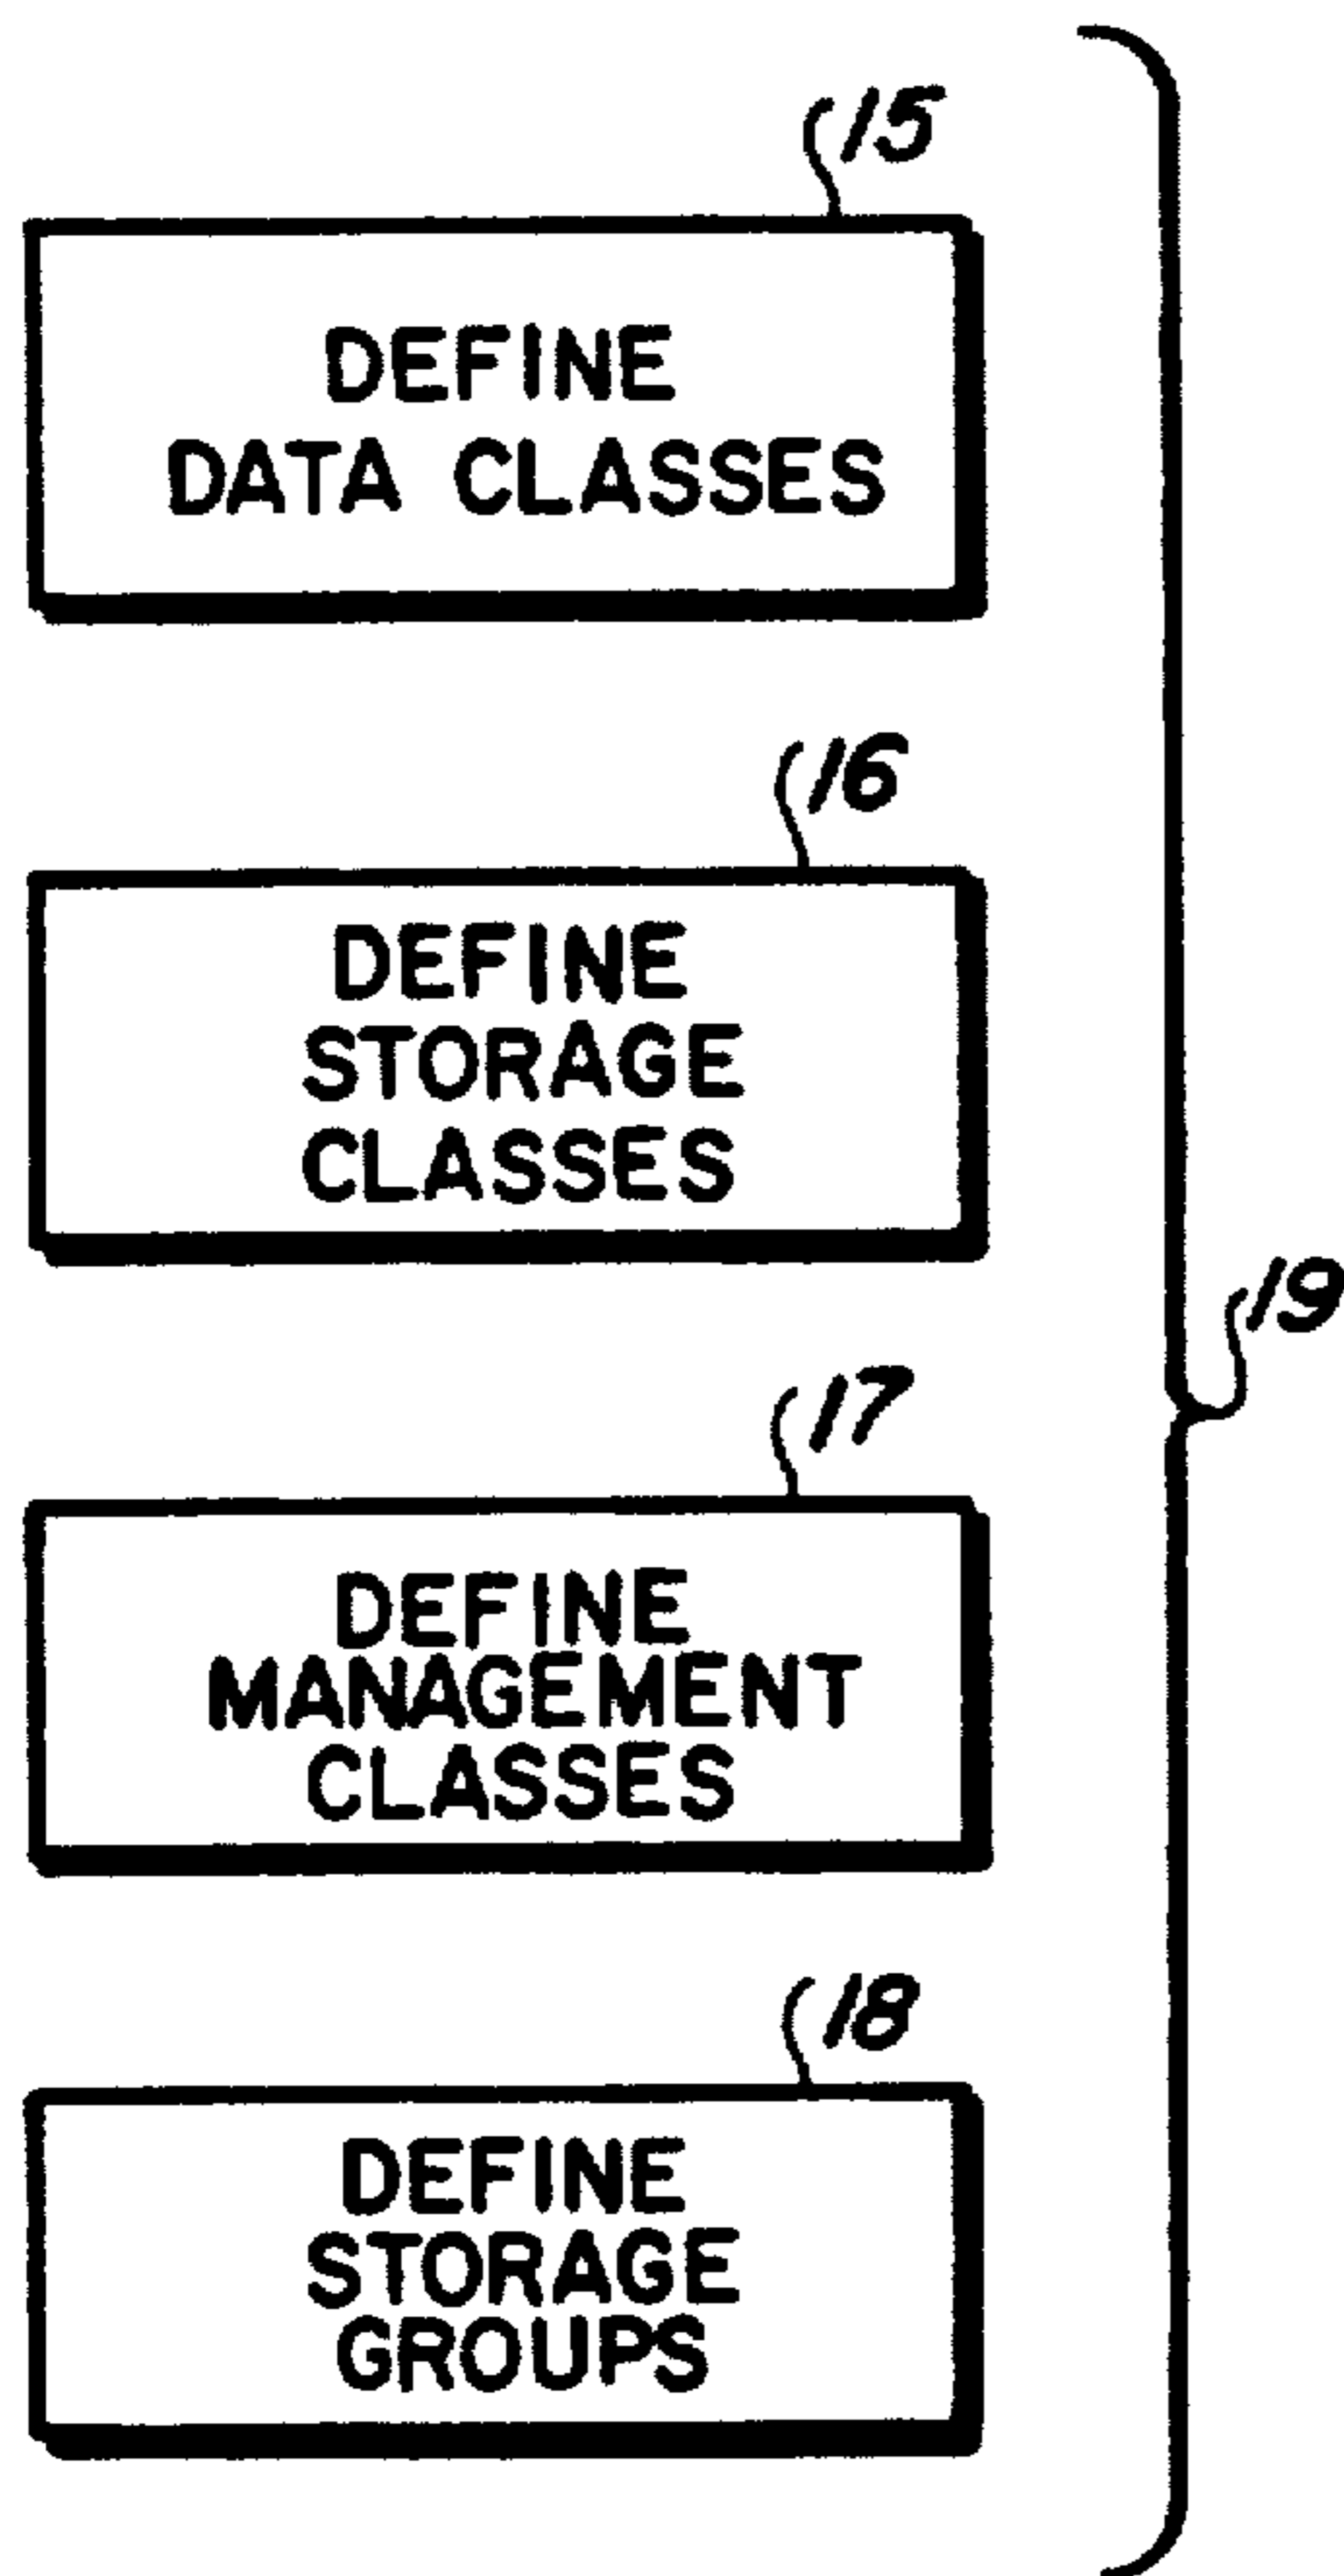 15
DEFINE
DATA CLASSES
16
DEFINE
STORAGE
CLASSES
19
17
DEFINE
MANAGEMENT
CLASSES
18
DEFINE
STORAGE
GROUPS